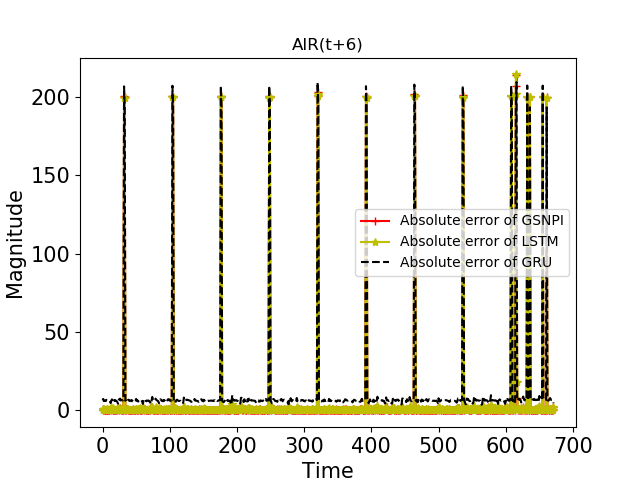 AIR(t+6)
Magnitude
200
150
100
50
0
Absolute error of GSNPI
Absolute error of LSTM
Absolute error of GRU
0 100 200 300 400 500 600 700
Time